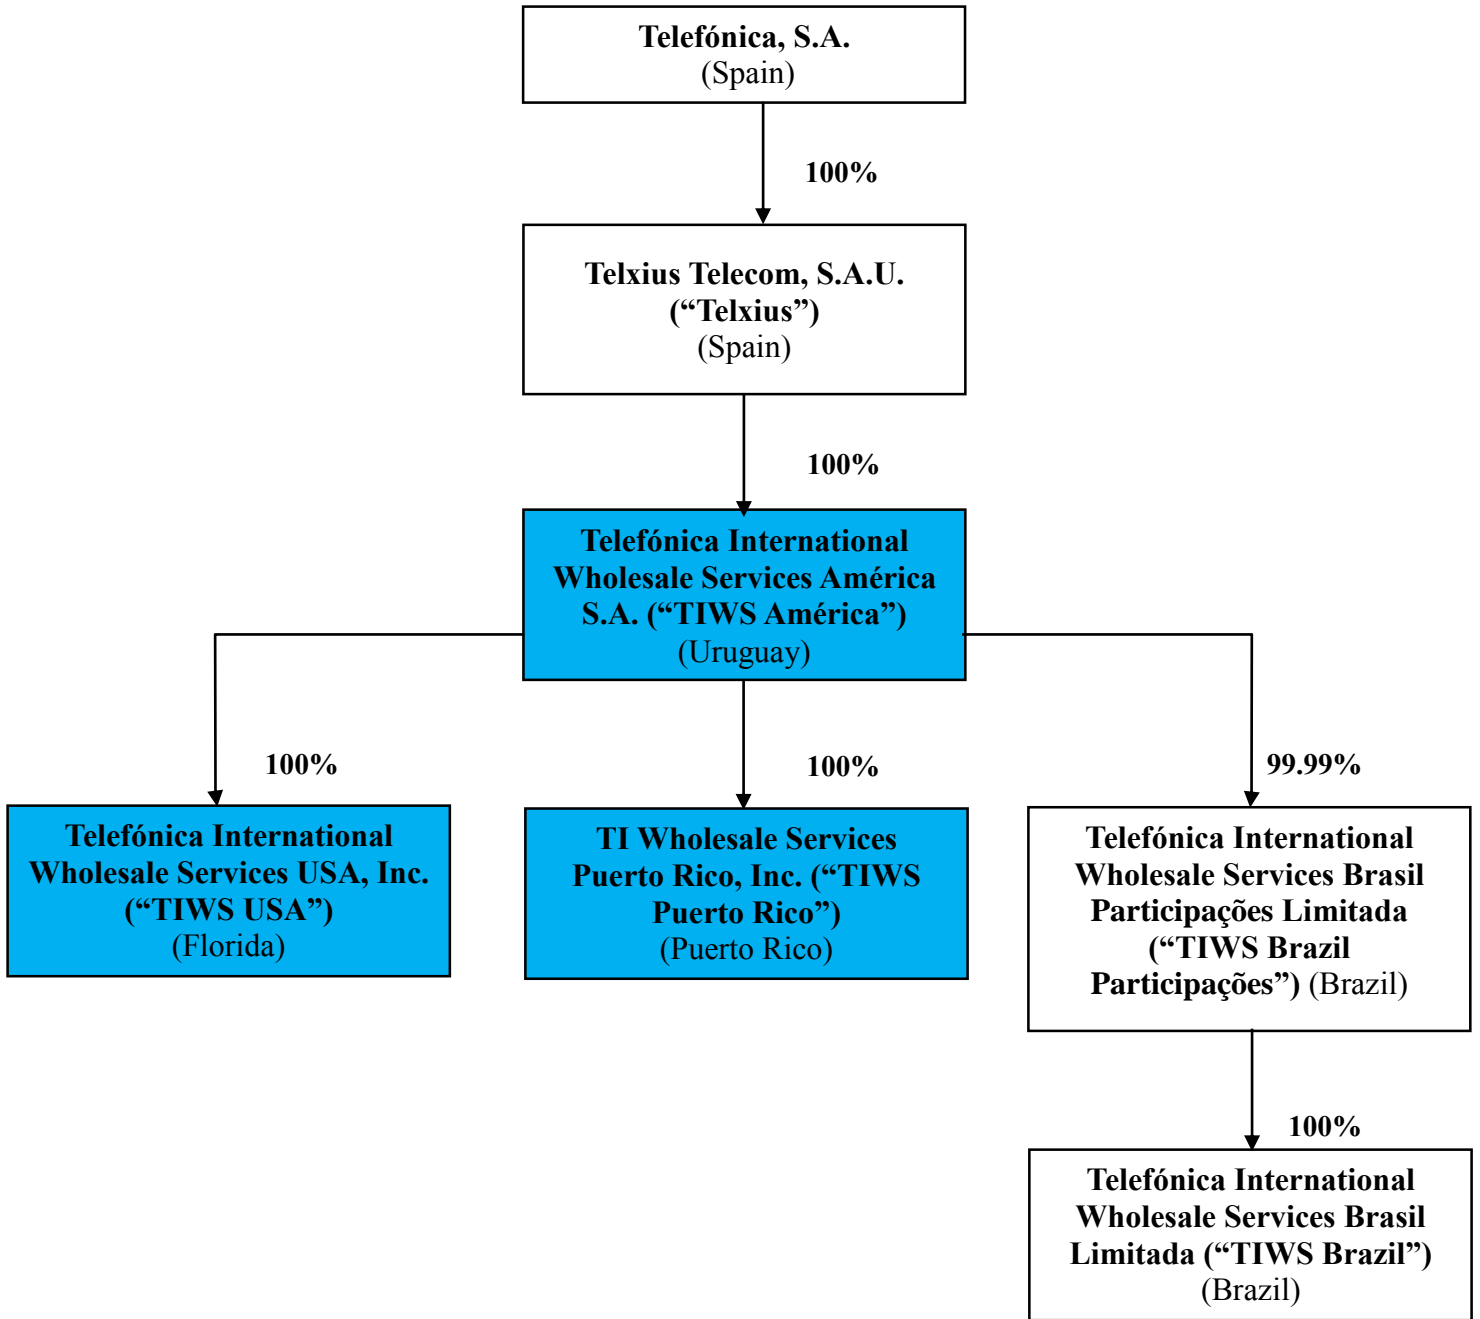 Telefónica, S.A.
(Spain)
100%
Telxius Telecom, S.A.U.
(“Telxius”)
(Spain)
100%
Telefónica International
Wholesale Services América
S.A. (“TIWS América”)
(Uruguay)
100%
100%
99.99%
Telefónica International
Wholesale Services USA, Inc.
(“TIWS USA”)
(Florida)
TI Wholesale Services
Puerto Rico, Inc. (“TIWS
Puerto Rico”)
(Puerto Rico)
Telefónica International
Wholesale Services Brasil
Participações Limitada
(“TIWS Brazil
Participações”) (Brazil)
100%
Telefónica International
Wholesale Services Brasil
Limitada (“TIWS Brazil”)
(Brazil)